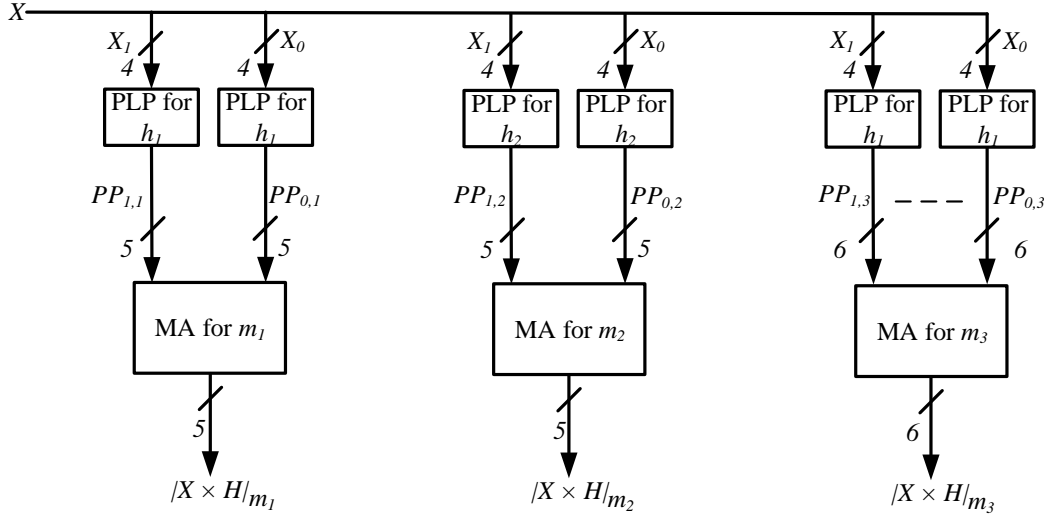 X
X₁ X₀ X₁ X₀ X₁ X₀
4 4 4 4 4 4
PLP for h₁
PLP for h₁
PLP for h₂
PLP for h₂
PLP for h₁
PLP for h₁
PP₁,₁ PP₀,₁ PP₁,₂ PP₀,₂ PP₁,₃ PP₀,₃
5 5 5 5 6 6
MA for m₁ MA for m₂ MA for m₃
5 5 6
|X × H|m₁ |X × H|m₂ |X × H|m₃